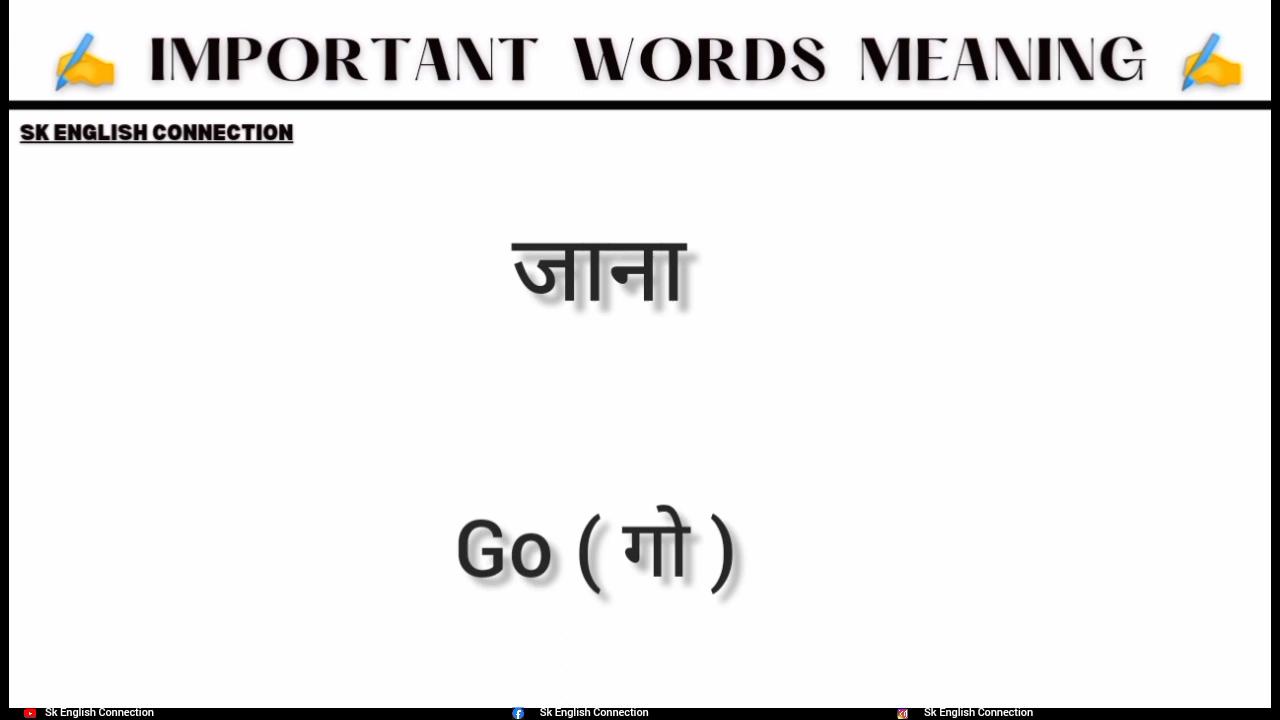 ✍️ IMPORTANT WORDS MEANING ✍️
SK ENGLISH CONNECTION
जाना
Go ( गो )
Sk English Connection Sk English Connection Sk English Connection